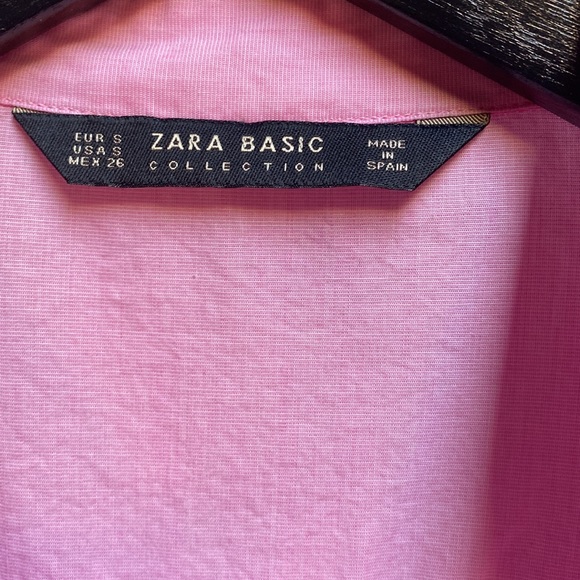 EUR S
USA S
MEX 26
ZARA BASIC
COLLECTION
MADE
IN
SPAIN